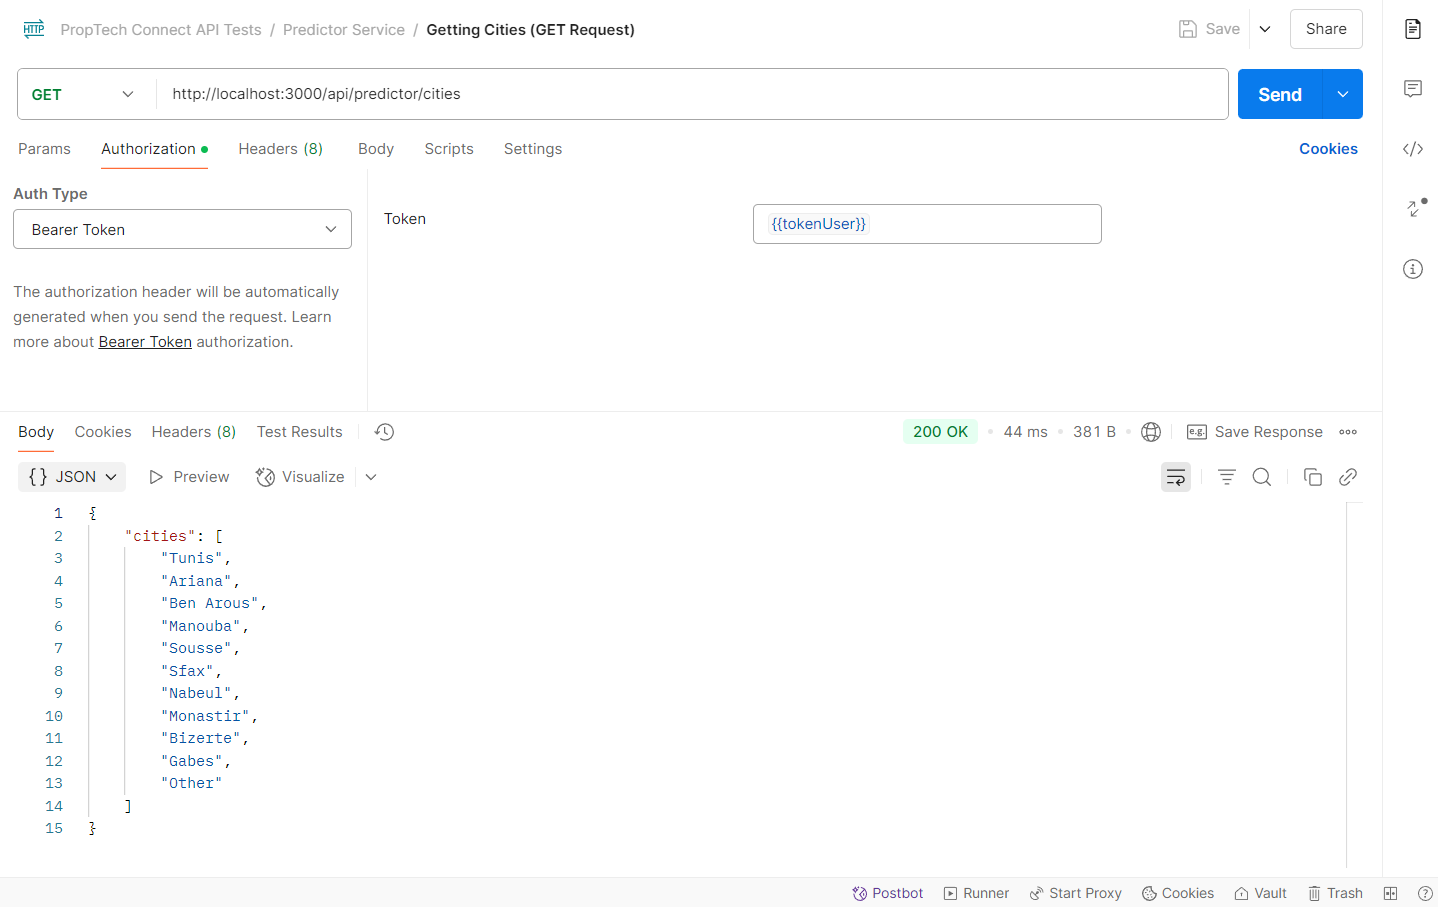 HTTP PropTech Connect API Tests / Predictor Service / Getting Cities (GET Request) Save Share
GET http://localhost:3000/api/predictor/cities Send
Params Authorization Headers (8) Body Scripts Settings Cookies
Auth Type
Bearer Token
Token {{tokenUser}}
The authorization header will be automatically
generated when you send the request. Learn
more about Bearer Token authorization.
Body Cookies Headers (8) Test Results 200 OK 44 ms 381 B e.g. Save Response
{} JSON Preview Visualize
1 {
2 "cities": [
3 "Tunis",
4 "Ariana",
5 "Ben Arous",
6 "Manouba",
7 "Sousse",
8 "Sfax",
9 "Nabeul",
10 "Monastir",
11 "Bizerte",
12 "Gabes",
13 "Other"
14 ]
15 }
Postbot Runner Start Proxy Cookies Vault Trash